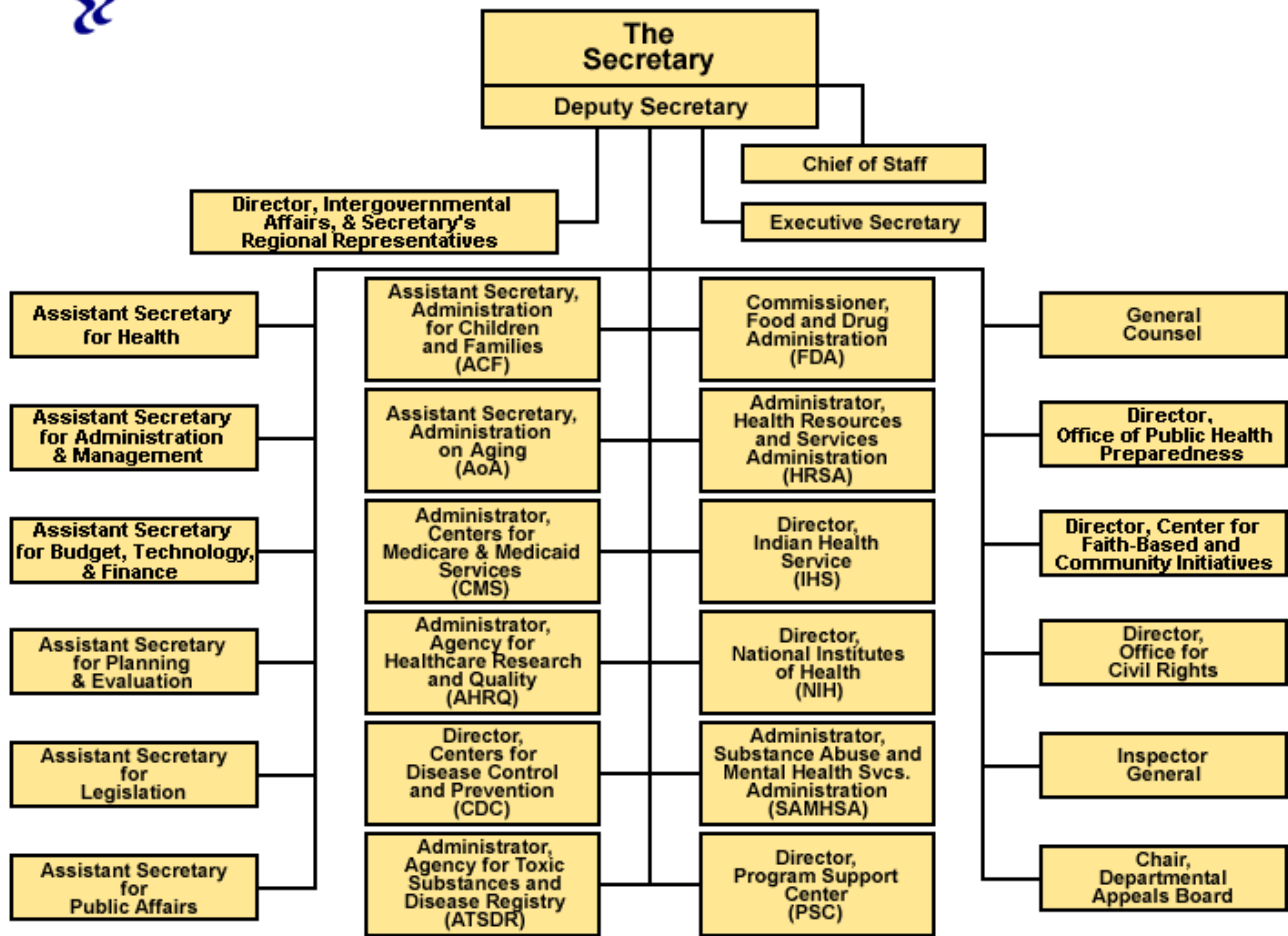 The
Secretary
Deputy Secretary
Chief of Staff
Director, Intergovernmental
Affairs, & Secretary's
Regional Representatives
Executive Secretary
Assistant Secretary
for Health
Assistant Secretary
for Administration
& Management
Assistant Secretary
for Budget, Technology,
& Finance
Assistant Secretary
for Planning
& Evaluation
Assistant Secretary
for
Legislation
Assistant Secretary
for
Public Affairs
Assistant Secretary,
Administration
for Children
and Families
(ACF)
Assistant Secretary,
Administration
on Aging
(AoA)
Administrator,
Centers for
Medicare & Medicaid
Services
(CMS)
Administrator,
Agency for
Healthcare Research
and Quality
(AHRQ)
Director,
Centers for
Disease Control
and Prevention
(CDC)
Administrator,
Agency for Toxic
Substances and
Disease Registry
(ATSDR)
Commissioner,
Food and Drug
Administration
(FDA)
Administrator,
Health Resources
and Services
Administration
(HRSA)
Director,
Indian Health
Service
(IHS)
Director,
National Institutes
of Health
(NIH)
Administrator,
Substance Abuse and
Mental Health Svcs.
Administration
(SAMHSA)
Director,
Program Support
Center
(PSC)
General
Counsel
Director,
Office of Public Health
Preparedness
Director, Center for
Faith-Based and
Community Initiatives
Director,
Office for
Civil Rights
Inspector
General
Chair,
Departmental
Appeals Board